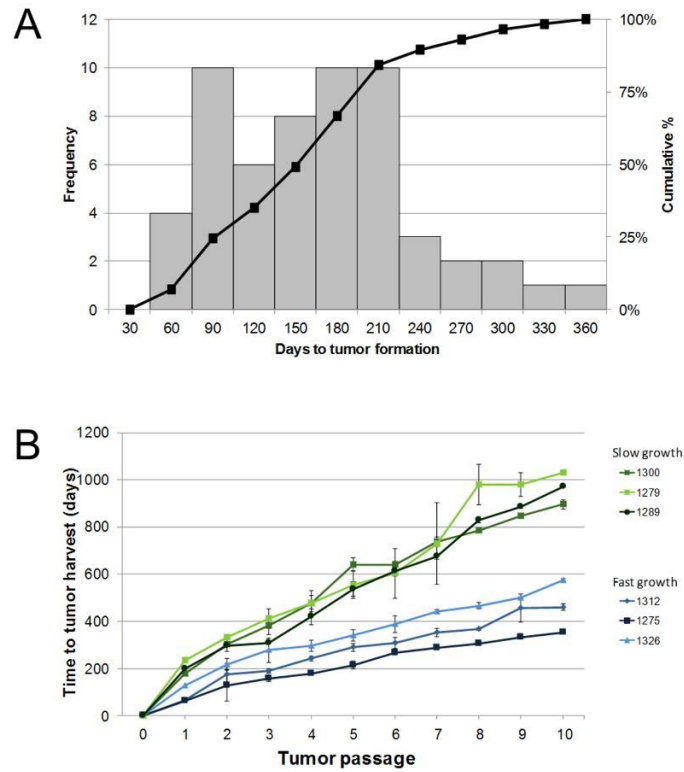 A
12
10
8
6
4
2
0
Frequency
100%
75%
50%
25%
0%
Cumulative %
30 60 90 120 150 180 210 240 270 300 330 360
Days to tumor formation
B
1200
1000
800
600
400
200
0
Time to tumor harvest (days)
0 1 2 3 4 5 6 7 8 9 10
Tumor passage
Slow growth
1300
1279
1289
Fast growth
1312
1275
1326